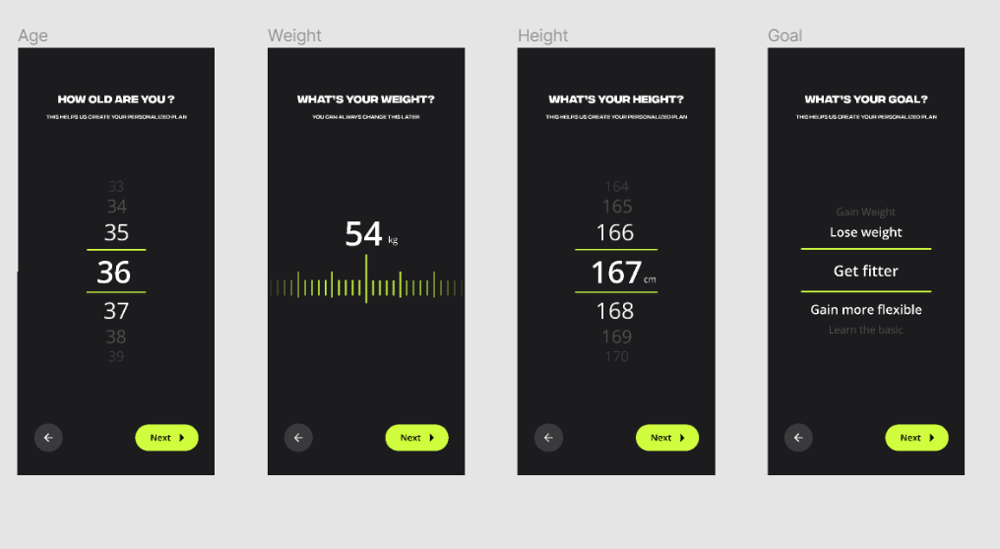 Age
HOW OLD ARE YOU ?
THIS HELPS US CREATE YOUR PERSONALIZED PLAN
33
34
35
36
37
38
39
Next
Weight
WHAT'S YOUR WEIGHT?
YOU CAN ALWAYS CHANGE THIS LATER
54 kg
Next
Height
WHAT'S YOUR HEIGHT?
THIS HELPS US CREATE YOUR PERSONALIZED PLAN
164
165
166
167 cm
168
169
170
Next
Goal
WHAT'S YOUR GOAL?
THIS HELPS US CREATE YOUR PERSONALIZED PLAN
Gain Weight
Lose weight
Get fitter
Gain more flexible
Learn the basic
Next